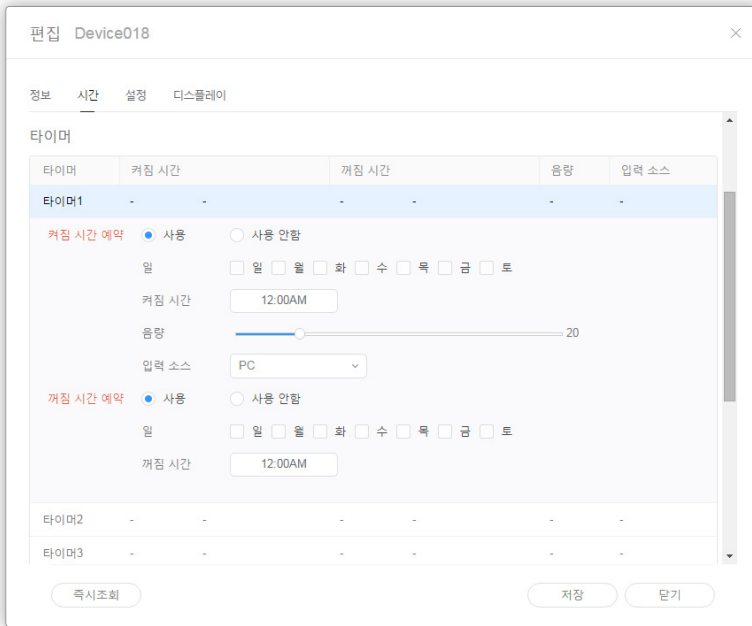 편집 Device018
정보 시간 설정 디스플레이
타이머
타이머 켜짐 시간 꺼짐 시간 음량 입력 소스
타이머1 - - - - - -
켜짐 시간 예약 사용 사용 안함
일 일 월 화 수 목 금 토
켜짐 시간 12:00AM
음량 20
입력 소스 PC
꺼짐 시간 예약 사용 사용 안함
일 일 월 화 수 목 금 토
꺼짐 시간 12:00AM
타이머2 - - - - - -
타이머3 - - - - - -
즉시조회 저장 닫기